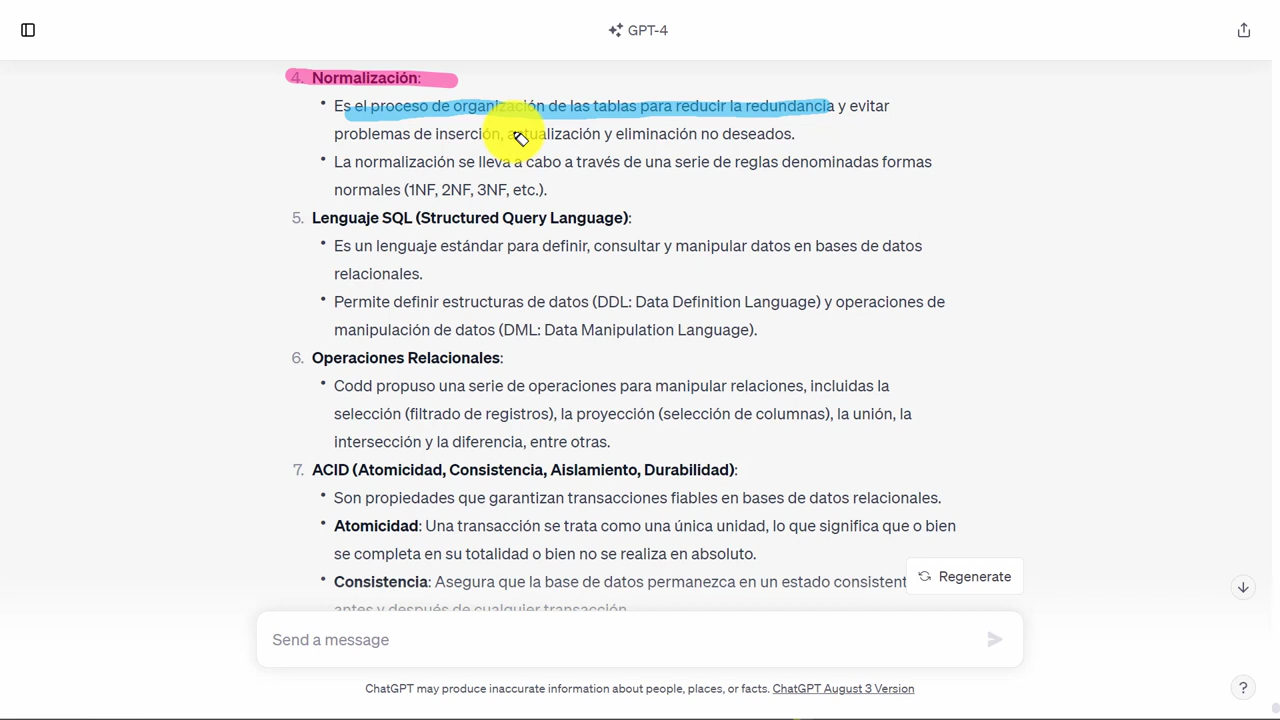 GPT-4
4. Normalización:
• Es el proceso de organización de las tablas para reducir la redundancia y evitar
problemas de inserción, actualización y eliminación no deseados.
• La normalización se lleva a cabo a través de una serie de reglas denominadas formas
normales (1NF, 2NF, 3NF, etc.).
5. Lenguaje SQL (Structured Query Language):
• Es un lenguaje estándar para definir, consultar y manipular datos en bases de datos
relacionales.
• Permite definir estructuras de datos (DDL: Data Definition Language) y operaciones de
manipulación de datos (DML: Data Manipulation Language).
6. Operaciones Relacionales:
• Codd propuso una serie de operaciones para manipular relaciones, incluidas la
selección (filtrado de registros), la proyección (selección de columnas), la unión, la
intersección y la diferencia, entre otras.
7. ACID (Atomicidad, Consistencia, Aislamiento, Durabilidad):
• Son propiedades que garantizan transacciones fiables en bases de datos relacionales.
• Atomicidad: Una transacción se trata como una única unidad, lo que significa que o bien
se completa en su totalidad o bien no se realiza en absoluto.
• Consistencia: Asegura que la base de datos permanezca en un estado consistent
antes y después de cualquier transacción.
Regenerate
Send a message
ChatGPT may produce inaccurate information about people, places, or facts. ChatGPT August 3 Version
?